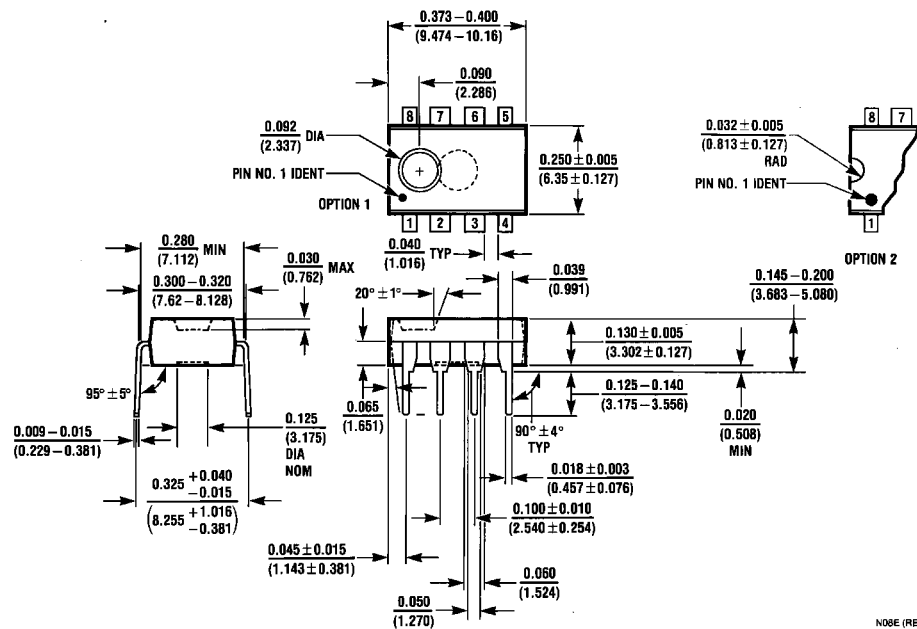 0.373 – 0.400
(9.474 – 10.16)
0.090
(2.286)
8 7 6 5
0.092 DIA
(2.337)
PIN NO. 1 IDENT
OPTION 1
0.250 ± 0.005
(6.35 ± 0.127)
1 2 3 4
0.032 ± 0.005
(0.813 ± 0.127)
RAD
PIN NO. 1 IDENT
8 7
1
OPTION 2
0.280 MIN
(7.112)
0.300 – 0.320
(7.62 – 8.128)
0.030 MAX
(0.762)
0.040 TYP
(1.016)
0.039
(0.991)
20° ± 1°
0.145 – 0.200
(3.683 – 5.080)
0.130 ± 0.005
(3.302 ± 0.127)
0.125 – 0.140
(3.175 – 3.556)
0.020
(0.508)
MIN
95° ± 5°
0.009 – 0.015
(0.229 – 0.381)
0.125
(3.175)
DIA
NOM
0.065
(1.651)
90° ± 4°
TYP
0.018 ± 0.003
(0.457 ± 0.076)
0.325 +0.040
−0.015
(8.255 +1.016
−0.381)
0.100 ± 0.010
(2.540 ± 0.254)
0.045 ± 0.015
(1.143 ± 0.381)
0.060
(1.524)
0.050
(1.270)
N08E (RE